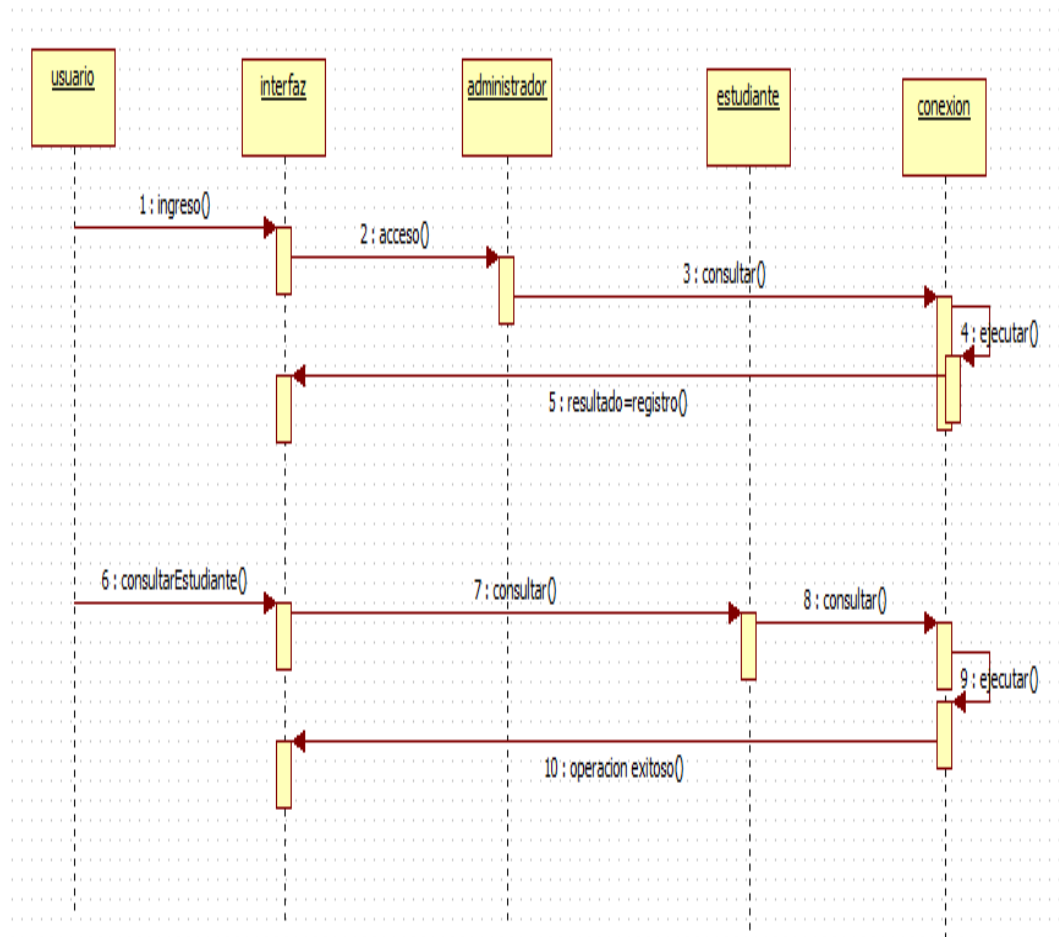 usuario
interfaz
administrador
estudiante
conexion
1 : ingreso()
2 : acceso()
3 : consultar()
4 : ejecutar()
5 : resultado=registro()
6 : consultarEstudiante()
7 : consultar()
8 : consultar()
9 : ejecutar()
10 : operacion exitoso()